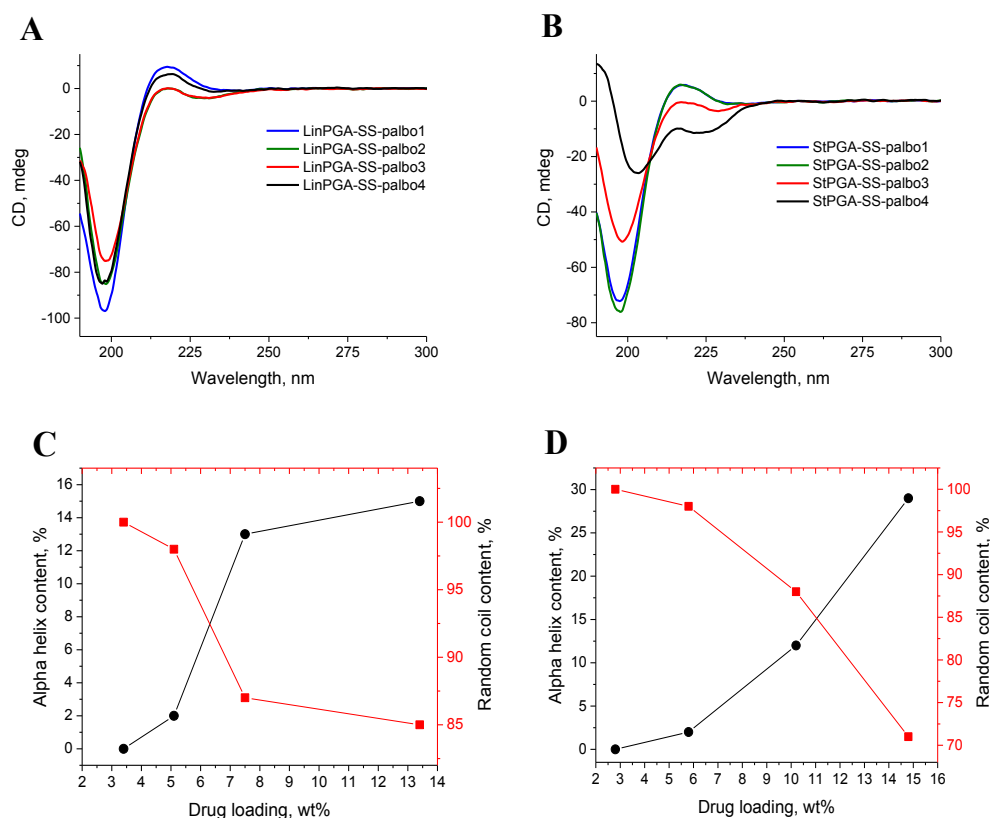 A
B
0
-20
-40
-60
-80
-100
CD, mdeg
LinPGA-SS-palbo1
LinPGA-SS-palbo2
LinPGA-SS-palbo3
LinPGA-SS-palbo4
200 225 250 275 300
Wavelength, nm
0
-20
-40
-60
-80
CD, mdeg
StPGA-SS-palbo1
StPGA-SS-palbo2
StPGA-SS-palbo3
StPGA-SS-palbo4
200 225 250 275 300
Wavelength, nm
C
D
16
14
12
10
8
6
4
2
0
Alpha helix content, %
100
95
90
85
Random coil content, %
2 3 4 5 6 7 8 9 10 11 12 13 14
Drug loading, wt%
30
25
20
15
10
5
0
Alpha helix content, %
100
95
90
85
80
75
70
Random coil content, %
2 3 4 5 6 7 8 9 10 11 12 13 14 15 16
Drug loading, wt%